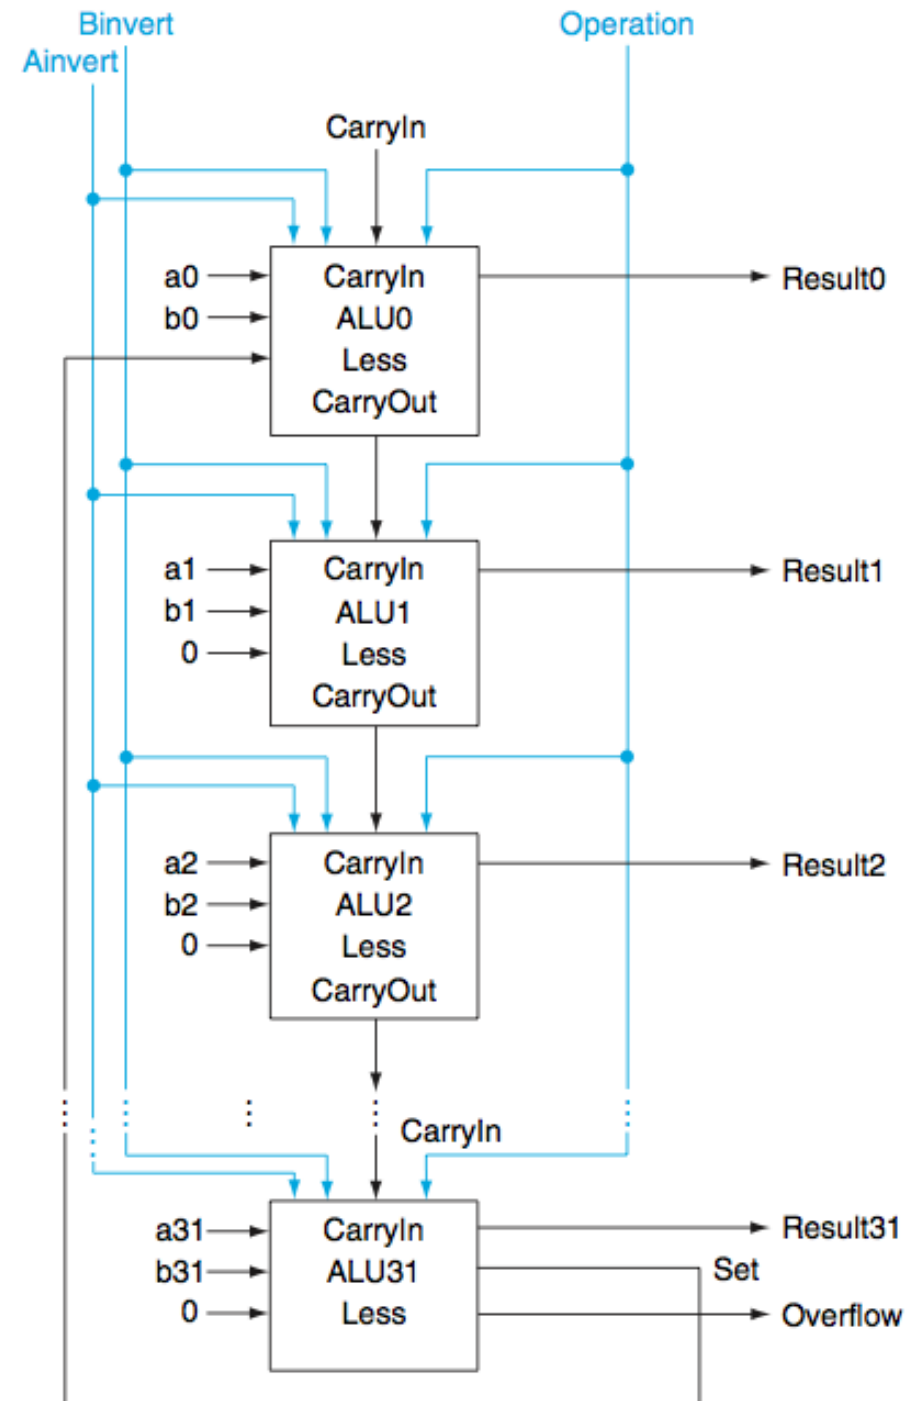 Binvert
Operation
Ainvert
CarryIn
a0
CarryIn
Result0
b0
ALU0
Less
CarryOut
a1
CarryIn
Result1
b1
ALU1
0
Less
CarryOut
a2
CarryIn
Result2
b2
ALU2
0
Less
CarryOut
CarryIn
a31
CarryIn
Result31
b31
ALU31
Set
0
Less
Overflow